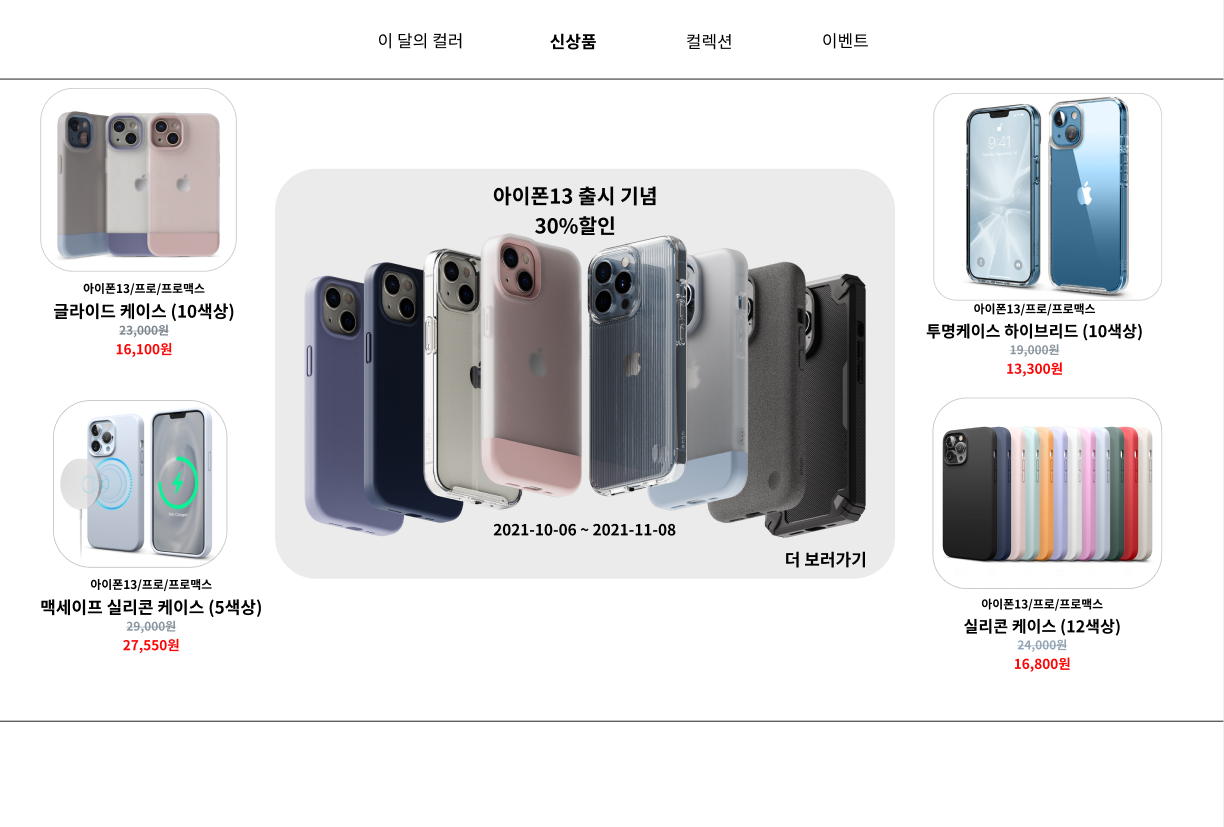 이 달의 컬러
신상품
컬렉션
이벤트
아이폰13/프로/프로맥스
글라이드 케이스 (10색상)
23,000원
16,100원
아이폰13/프로/프로맥스
맥세이프 실리콘 케이스 (5색상)
29,000원
27,550원
아이폰13 출시 기념
30%할인
2021-10-06 ~ 2021-11-08
더 보러가기
9:41
아이폰13/프로/프로맥스
투명케이스 하이브리드 (10색상)
19,000원
13,300원
아이폰13/프로/프로맥스
실리콘 케이스 (12색상)
24,000원
16,800원